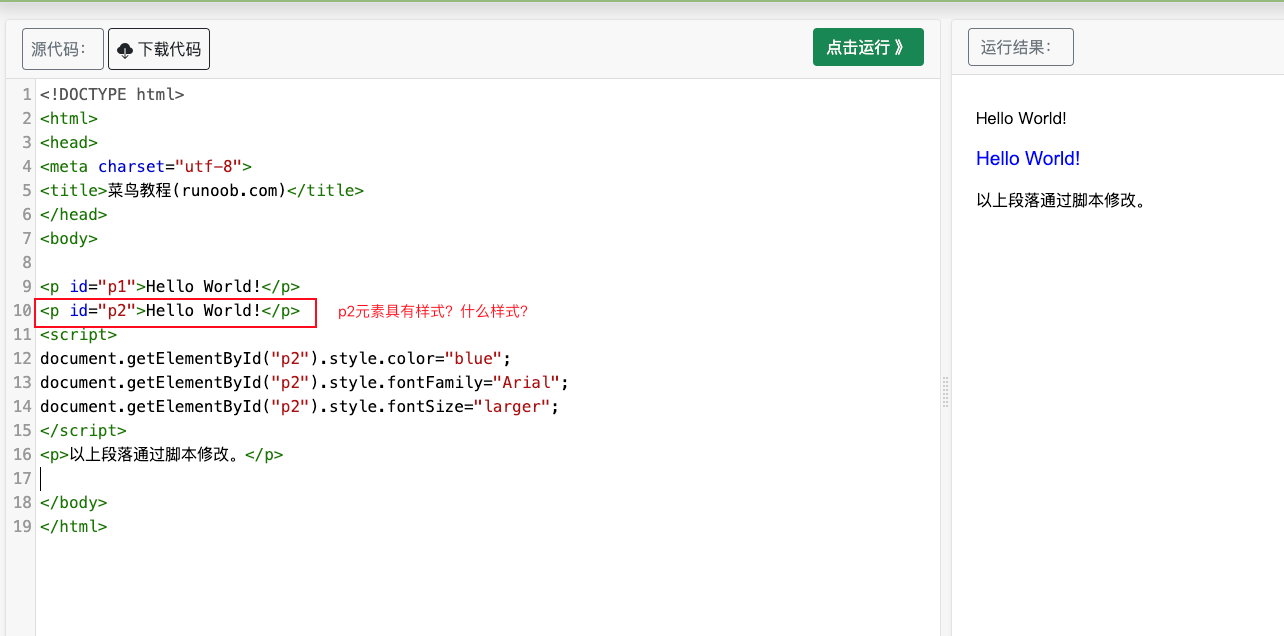 源代码：
下载代码
点击运行 》
1 <!DOCTYPE html>
2 <html>
3 <head>
4 <meta charset="utf-8">
5 <title>菜鸟教程(runoob.com)</title>
6 </head>
7 <body>
8
9 <p id="p1">Hello World!</p>
10 <p id="p2">Hello World!</p>
p2元素具有样式？什么样式?
11 <script>
12 document.getElementById("p2").style.color="blue";
13 document.getElementById("p2").style.fontFamily="Arial";
14 document.getElementById("p2").style.fontSize="larger";
15 </script>
16 <p>以上段落通过脚本修改。</p>
17
18 </body>
19 </html>
运行结果：
Hello World!
Hello World!
以上段落通过脚本修改。